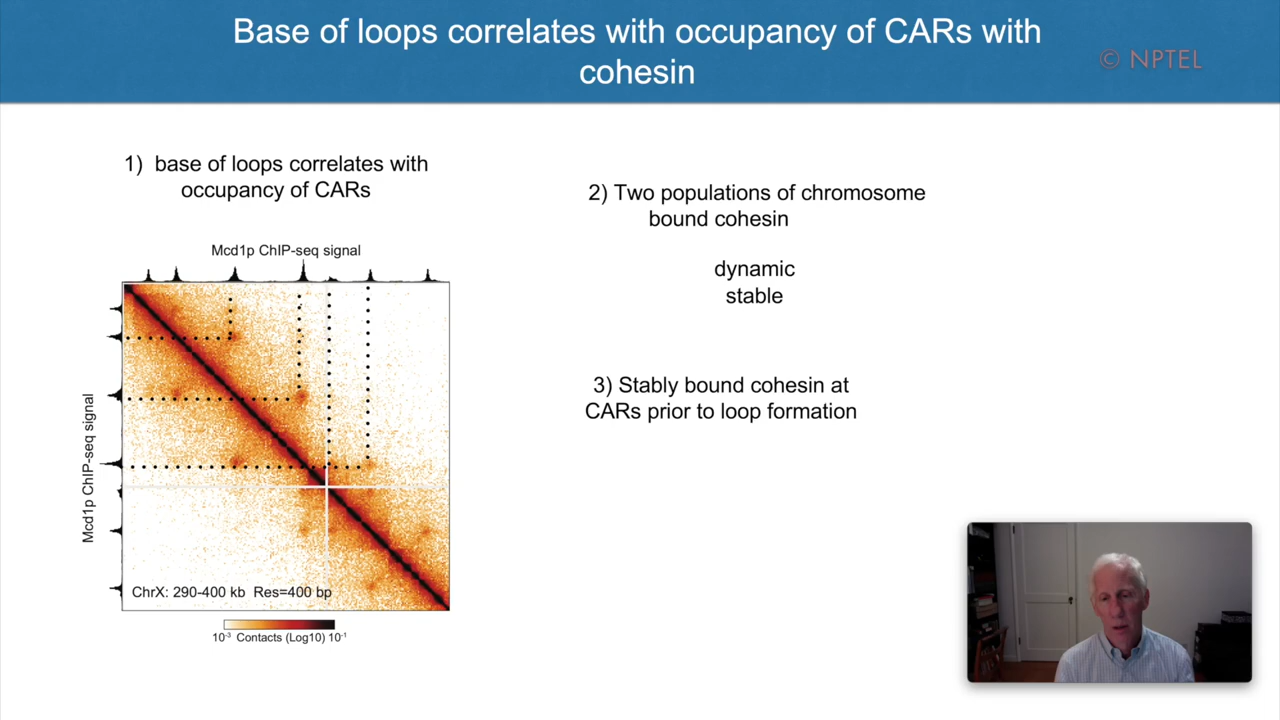 Base of loops correlates with occupancy of CARs with
cohesin
© NPTEL
1) base of loops correlates with
occupancy of CARs
Mcd1p ChIP-seq signal
Mcd1p ChIP-seq signal
ChrX: 290-400 kb Res=400 bp
10⁻³ Contacts (Log10) 10⁻¹
2) Two populations of chromosome
bound cohesin
dynamic
stable
3) Stably bound cohesin at
CARs prior to loop formation